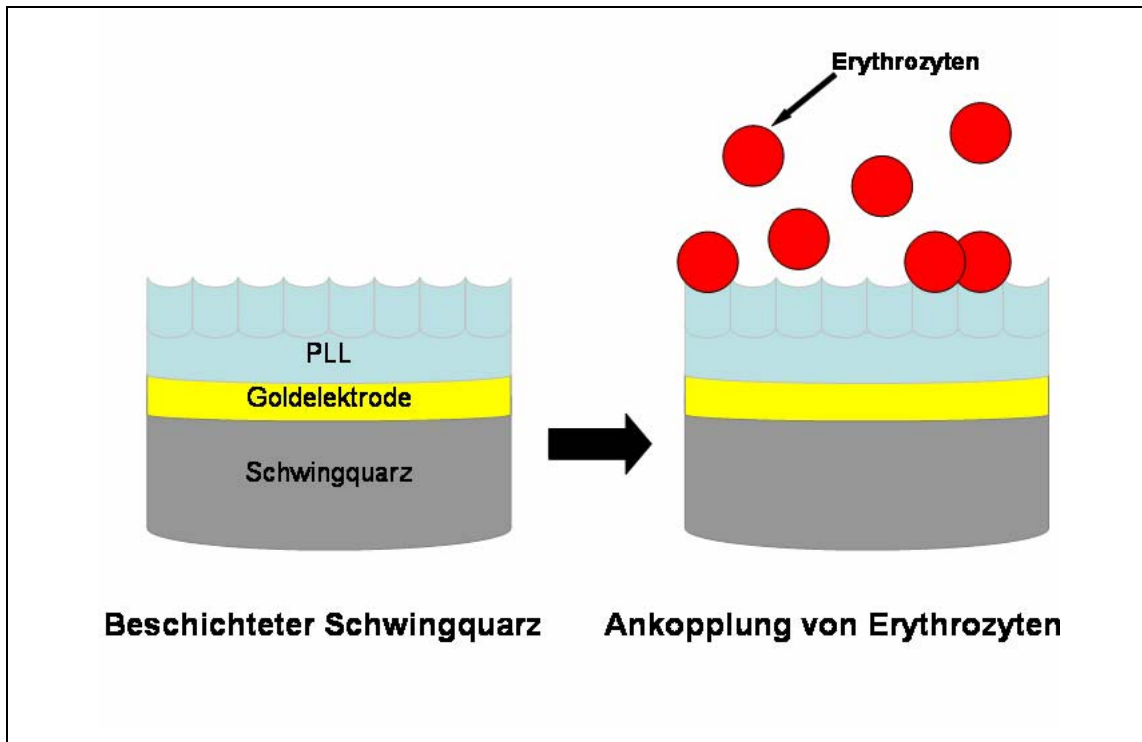 Erythrozyten
PLL
Goldelektrode
Schwingquarz
Beschichteter Schwingquarz
Ankopplung von Erythrozyten